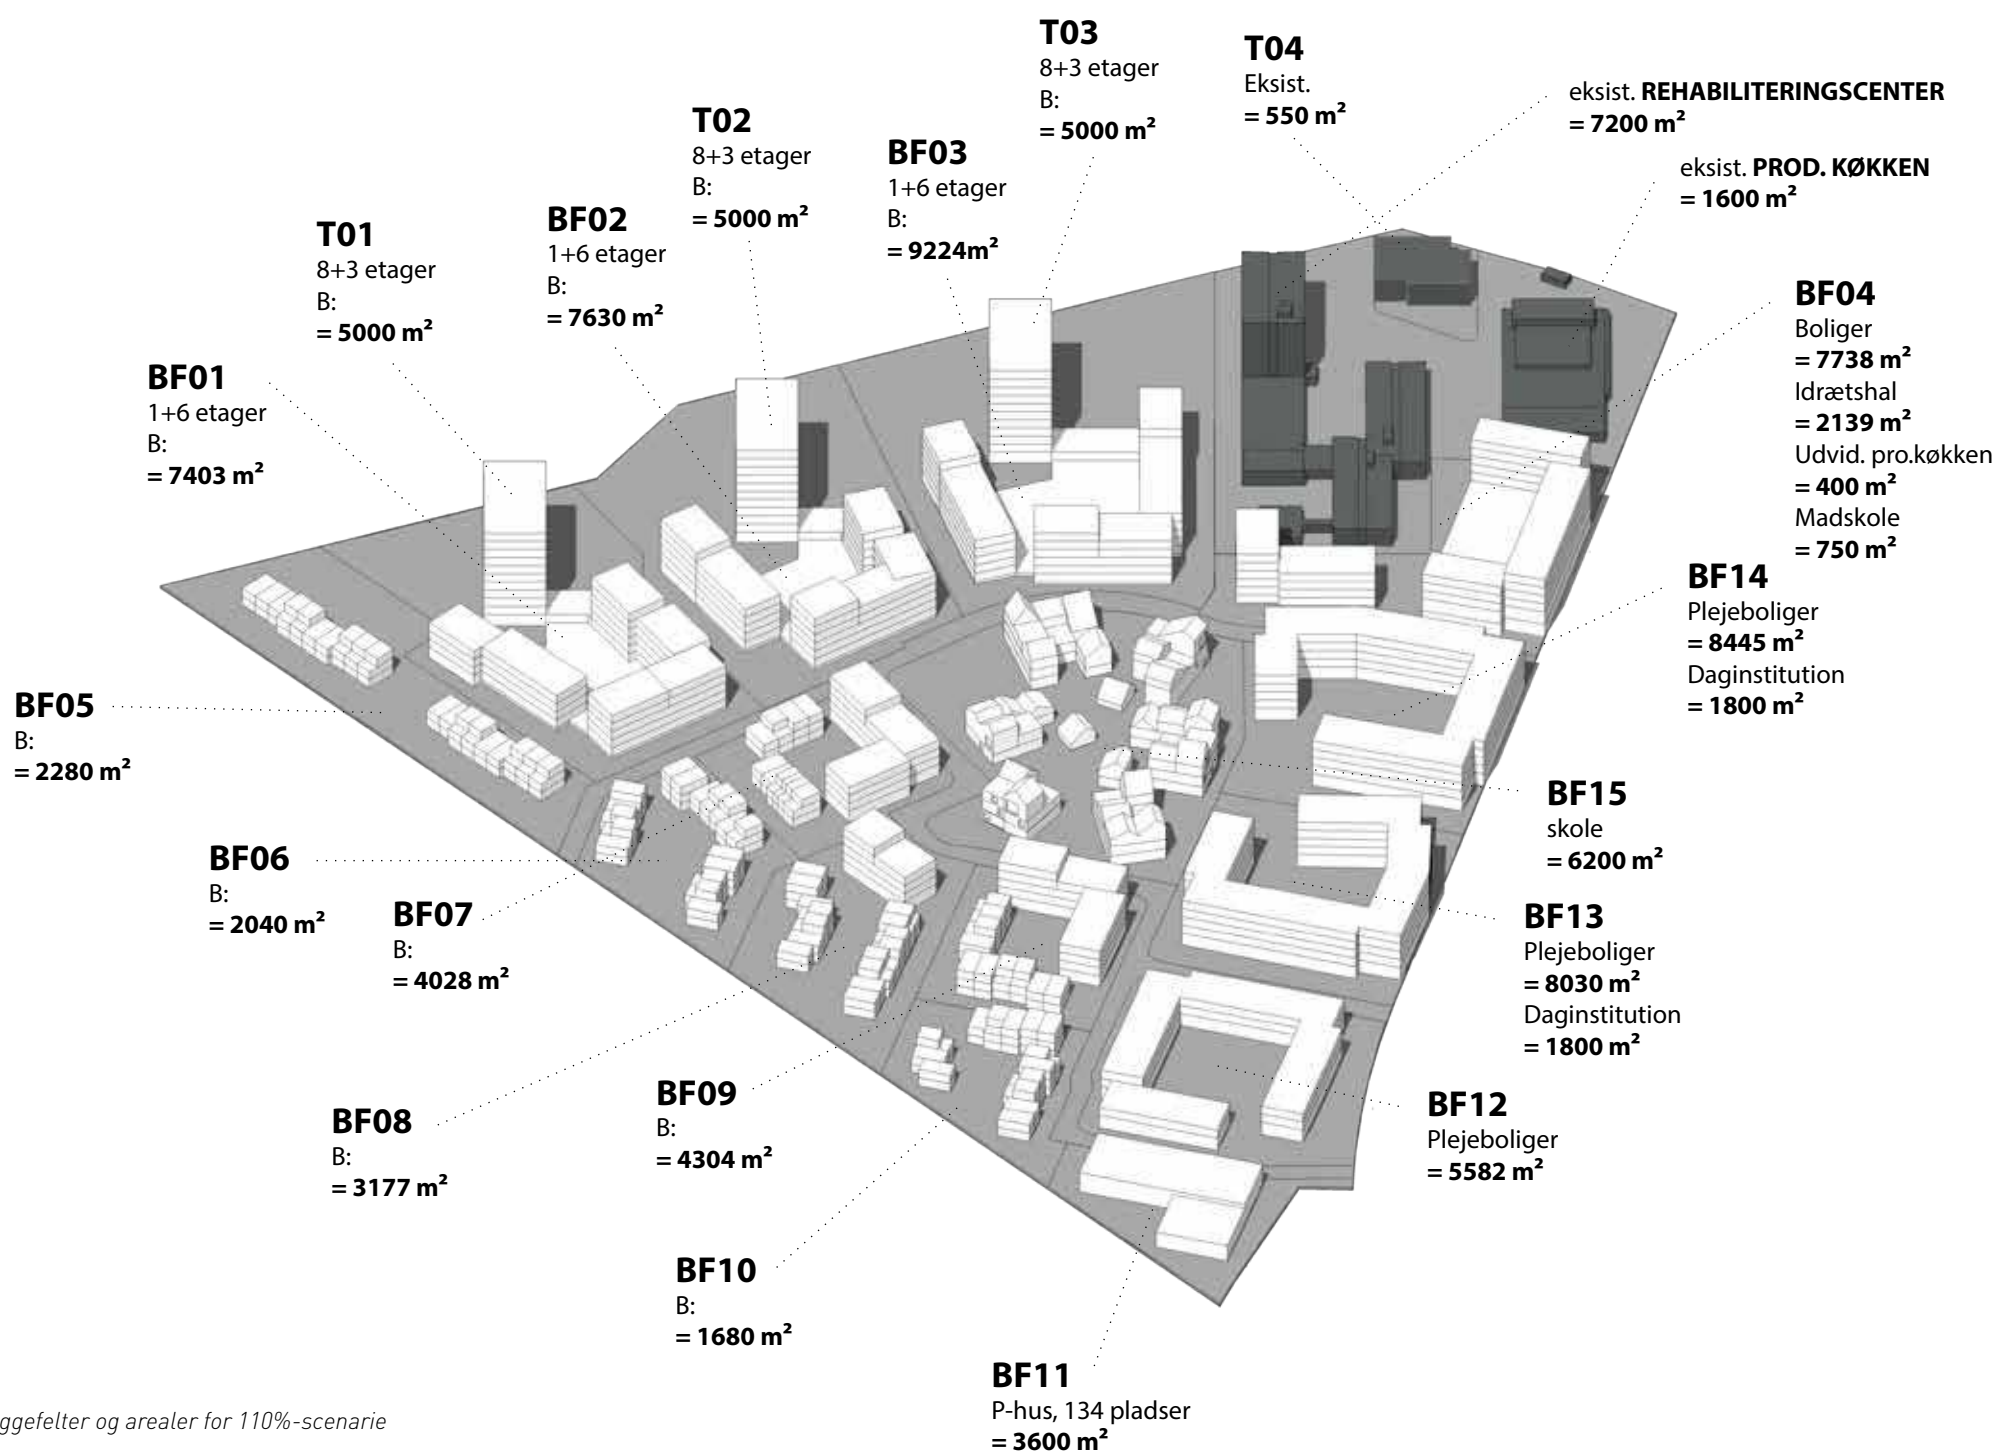 T03
8+3 etager
B:
= 5000 m²
T04
Eksist.
= 550 m²
eksist. REHABILITERINGSCENTER
= 7200 m²
eksist. PROD. KØKKEN
= 1600 m²
T02
8+3 etager
B:
= 5000 m²
BF03
1+6 etager
B:
= 9224m²
T01
8+3 etager
B:
= 5000 m²
BF02
1+6 etager
B:
= 7630 m²
BF01
1+6 etager
B:
= 7403 m²
BF04
Boliger
= 7738 m²
Idrætshal
= 2139 m²
Udvid. pro.køkken
= 400 m²
Madskole
= 750 m²
BF14
Plejeboliger
= 8445 m²
Daginstitution
= 1800 m²
BF05
B:
= 2280 m²
BF15
skole
= 6200 m²
BF06
B:
= 2040 m²
BF07
B:
= 4028 m²
BF13
Plejeboliger
= 8030 m²
Daginstitution
= 1800 m²
BF08
B:
= 3177 m²
BF09
B:
= 4304 m²
BF12
Plejeboliger
= 5582 m²
BF10
B:
= 1680 m²
BF11
P-hus, 134 pladser
= 3600 m²
ggefelter og arealer for 110%-scenarie